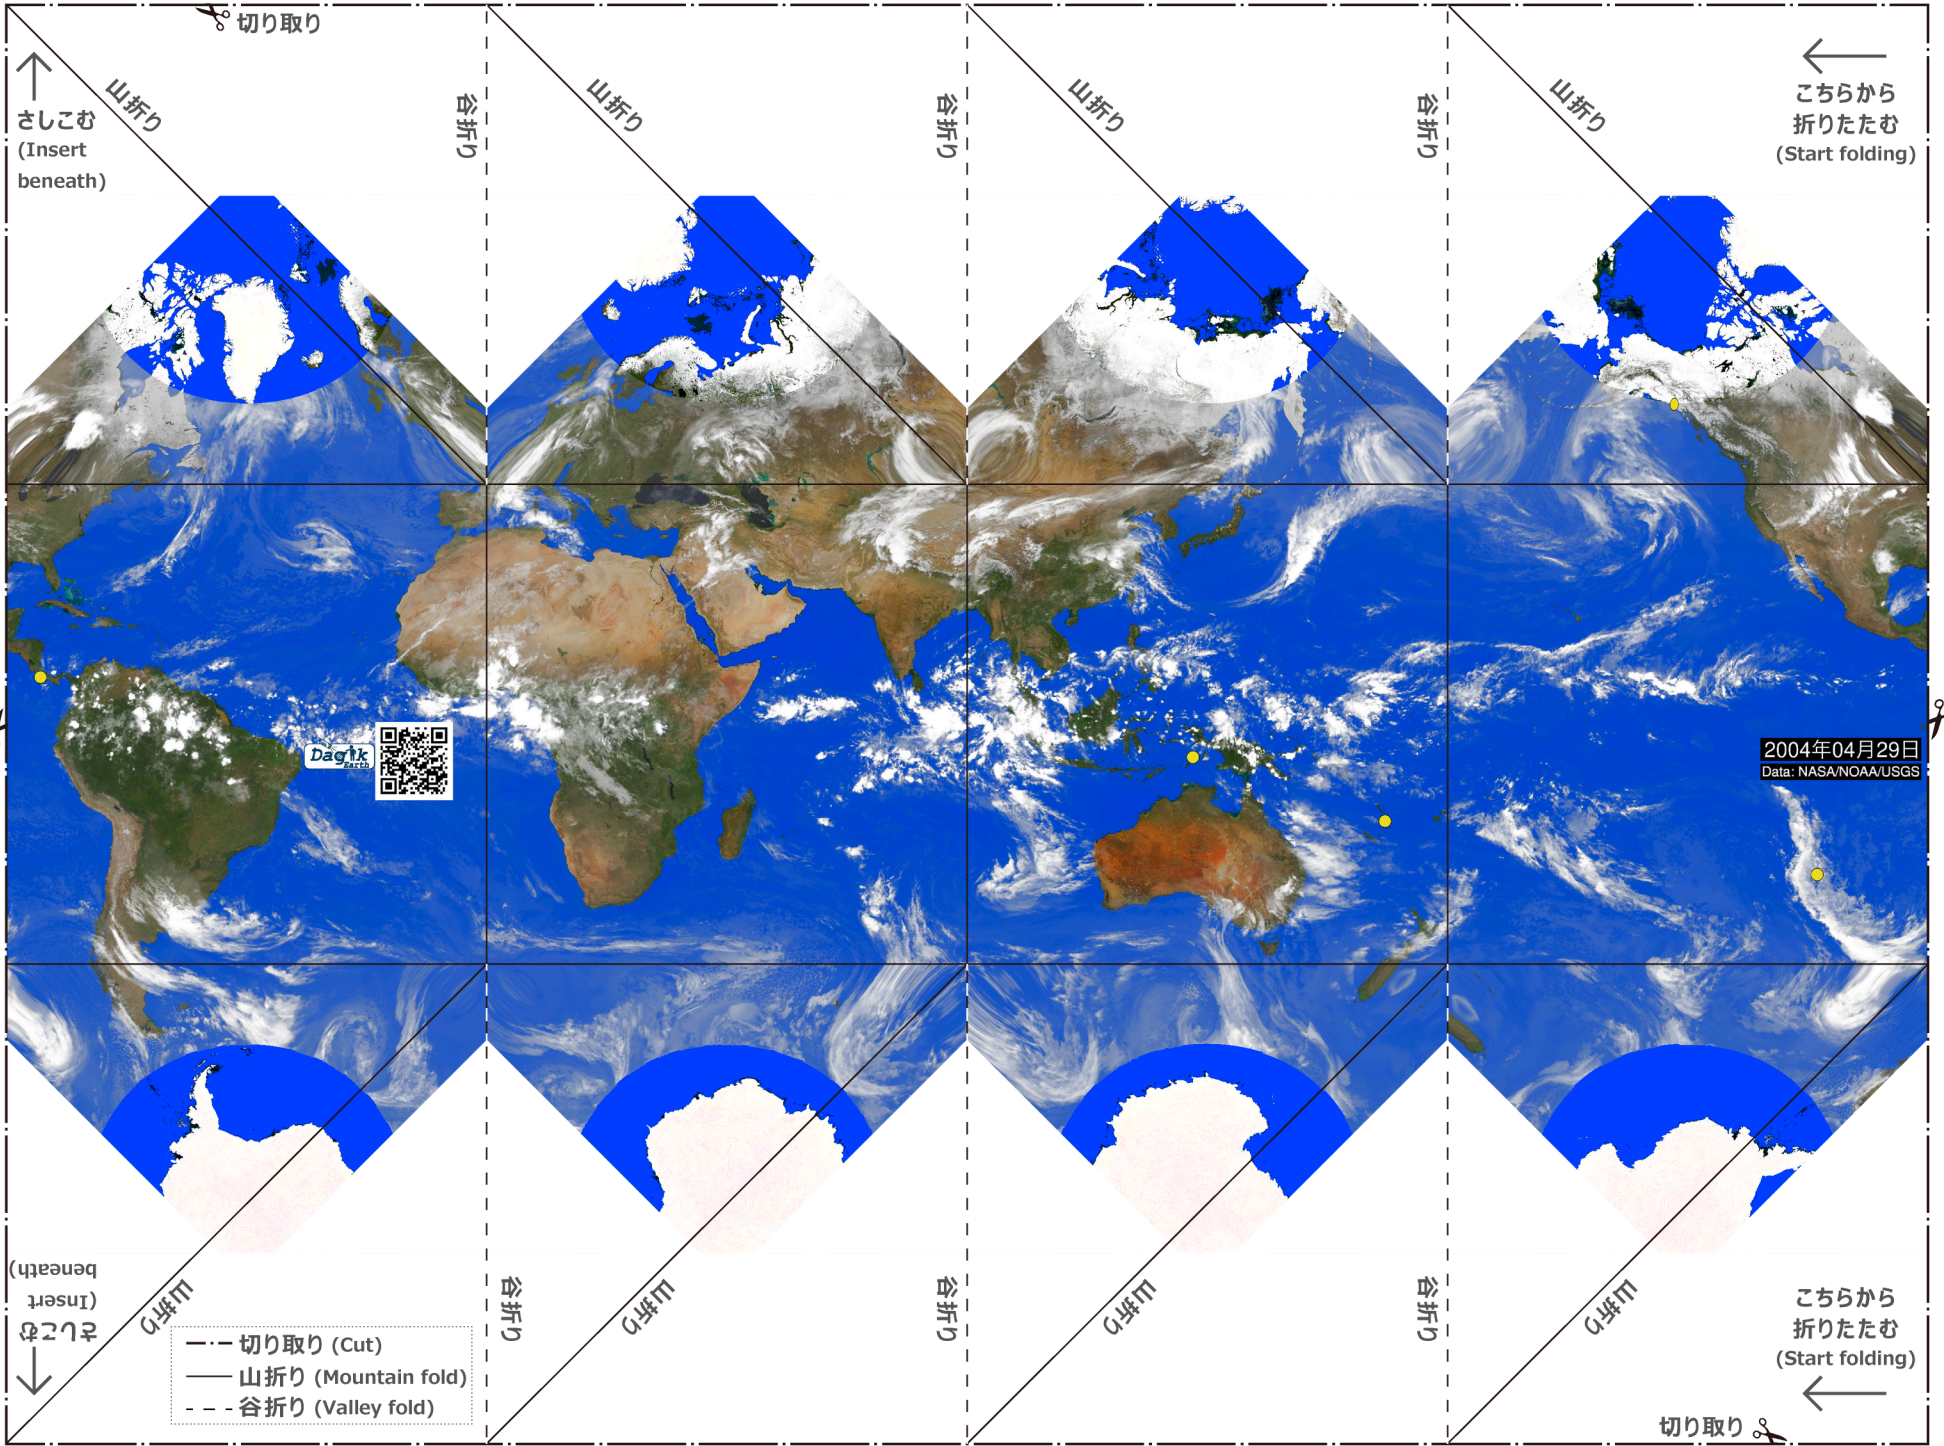 切り取り
こちらから
折りたたむ
(Start folding)
さしこむ
(Insert
beneath)
山折り
谷折り
山折り
谷折り
山折り
谷折り
山折り
Dagik
Earth
2004年04月29日
Data: NASA/NOAA/USGS
さしこむ
(Insert
beneath)
山折り
谷折り
山折り
谷折り
山折り
谷折り
山折り
切り取り (Cut)
山折り (Mountain fold)
谷折り (Valley fold)
こちらから
折りたたむ
(Start folding)
切り取り